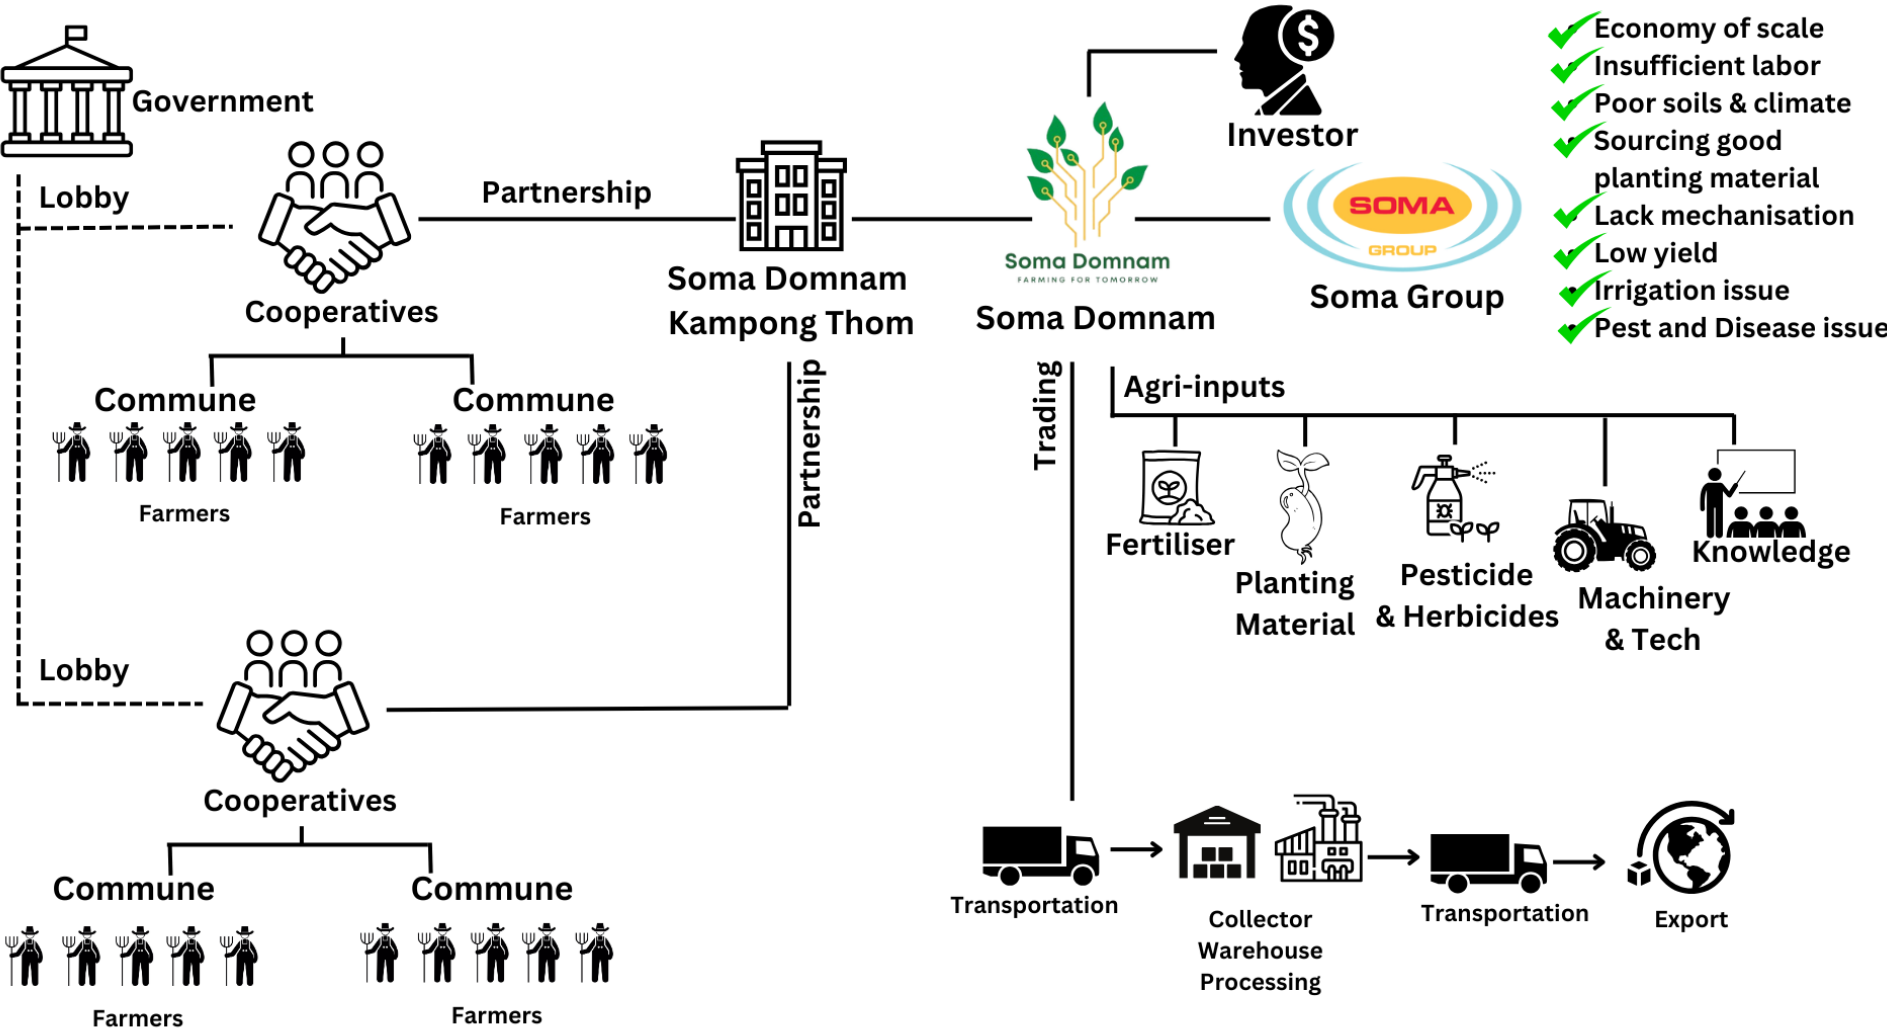 Government
Lobby
Cooperatives
Partnership
Commune
Commune
Farmers
Farmers
Soma Domnam
Kampong Thom
Partnership
Lobby
Cooperatives
Commune
Commune
Farmers
Farmers
Investor
Soma Domnam
FARMING FOR TOMORROW
Soma Domnam
SOMA
GROUP
Soma Group
Economy of scale
Insufficient labor
Poor soils & climate
Sourcing good
planting material
Lack mechanisation
Low yield
Irrigation issue
Pest and Disease issue
Trading
Agri-inputs
Fertiliser
Planting
Material
Pesticide
& Herbicides
Machinery
& Tech
Knowledge
Transportation
Collector
Warehouse
Processing
Transportation
Export